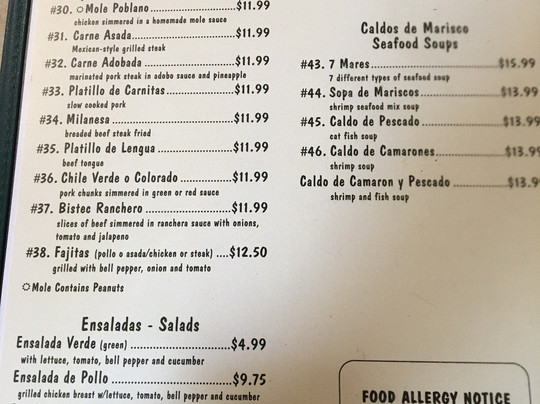 #30. ☼Mole Poblano ..................$11.99
chicken simmered in a homemade mole sauce
#31. Carne Asada......................$11.99
Mexican-style grilled steak
#32. Carne Adobada ..................$11.99
marinated pork steak in adobo sauce and pineapple
#33. Platillo de Carnitas..............$11.99
slow cooked pork
#34. Milanesa ...........................$11.99
breaded beef steak fried
#35. Platillo de Lengua ...............$11.99
beef tongue
#36. Chile Verde o Colorado ..........$11.99
pork chunks simmered in green or red sauce
#37. Bistec Ranchero ..................$11.99
slices of beef simmered in ranchera sauce with onions,
tomato and jalapeno
#38. Fajitas (pollo o asada/chicken or steak) ....$12.50
grilled with bell pepper, onion and tomato
☼Mole Contains Peanuts
Ensaladas - Salads
Ensalada Verde (green) ..................$4.99
with lettuce, tomato, bell pepper and cucumber
Ensalada de Pollo ......................$9.75
grilled chicken breast w/lettuce, tomato, bell pepper and cucumber
Caldos de Marisco
Seafood Soups
#43. 7 Mares ..........................$15.99
7 different types of seafood soup
#44. Sopa de Mariscos ................$13.99
shrimp seafood mix soup
#45. Caldo de Pescado ................$13.99
cat fish soup
#46. Caldo de Camarones..............$13.99
shrimp soup
Caldo de Camaron y Pescado ..............$13.9
shrimp and fish soup
FOOD ALLERGY NOTICE